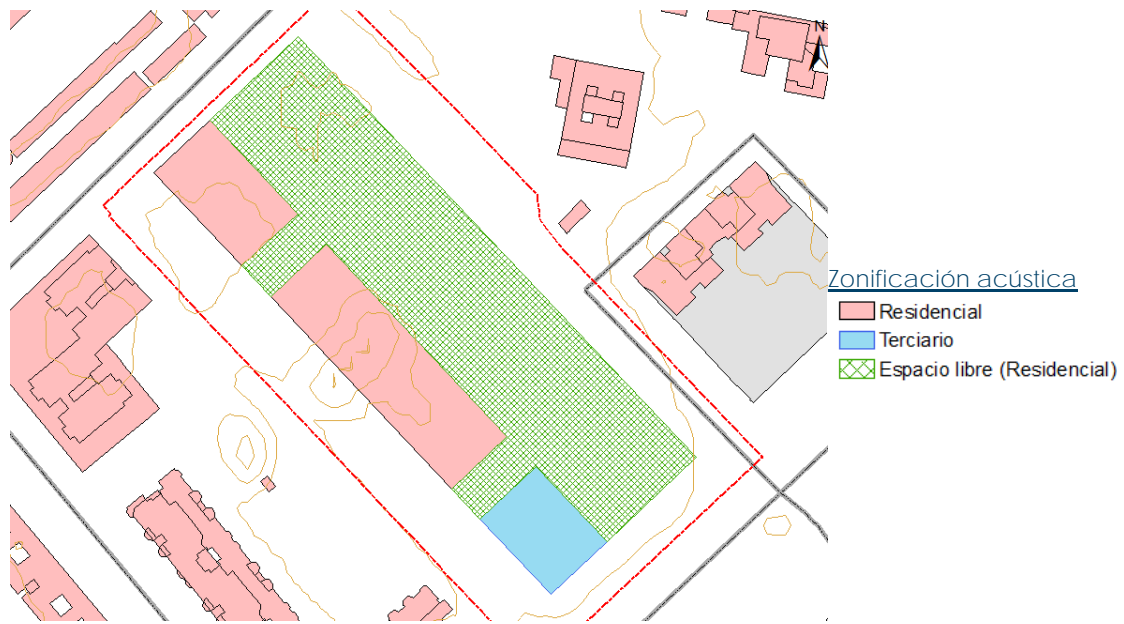 N
Zonificación acústica
Residencial
Terciario
Espacio libre (Residencial)